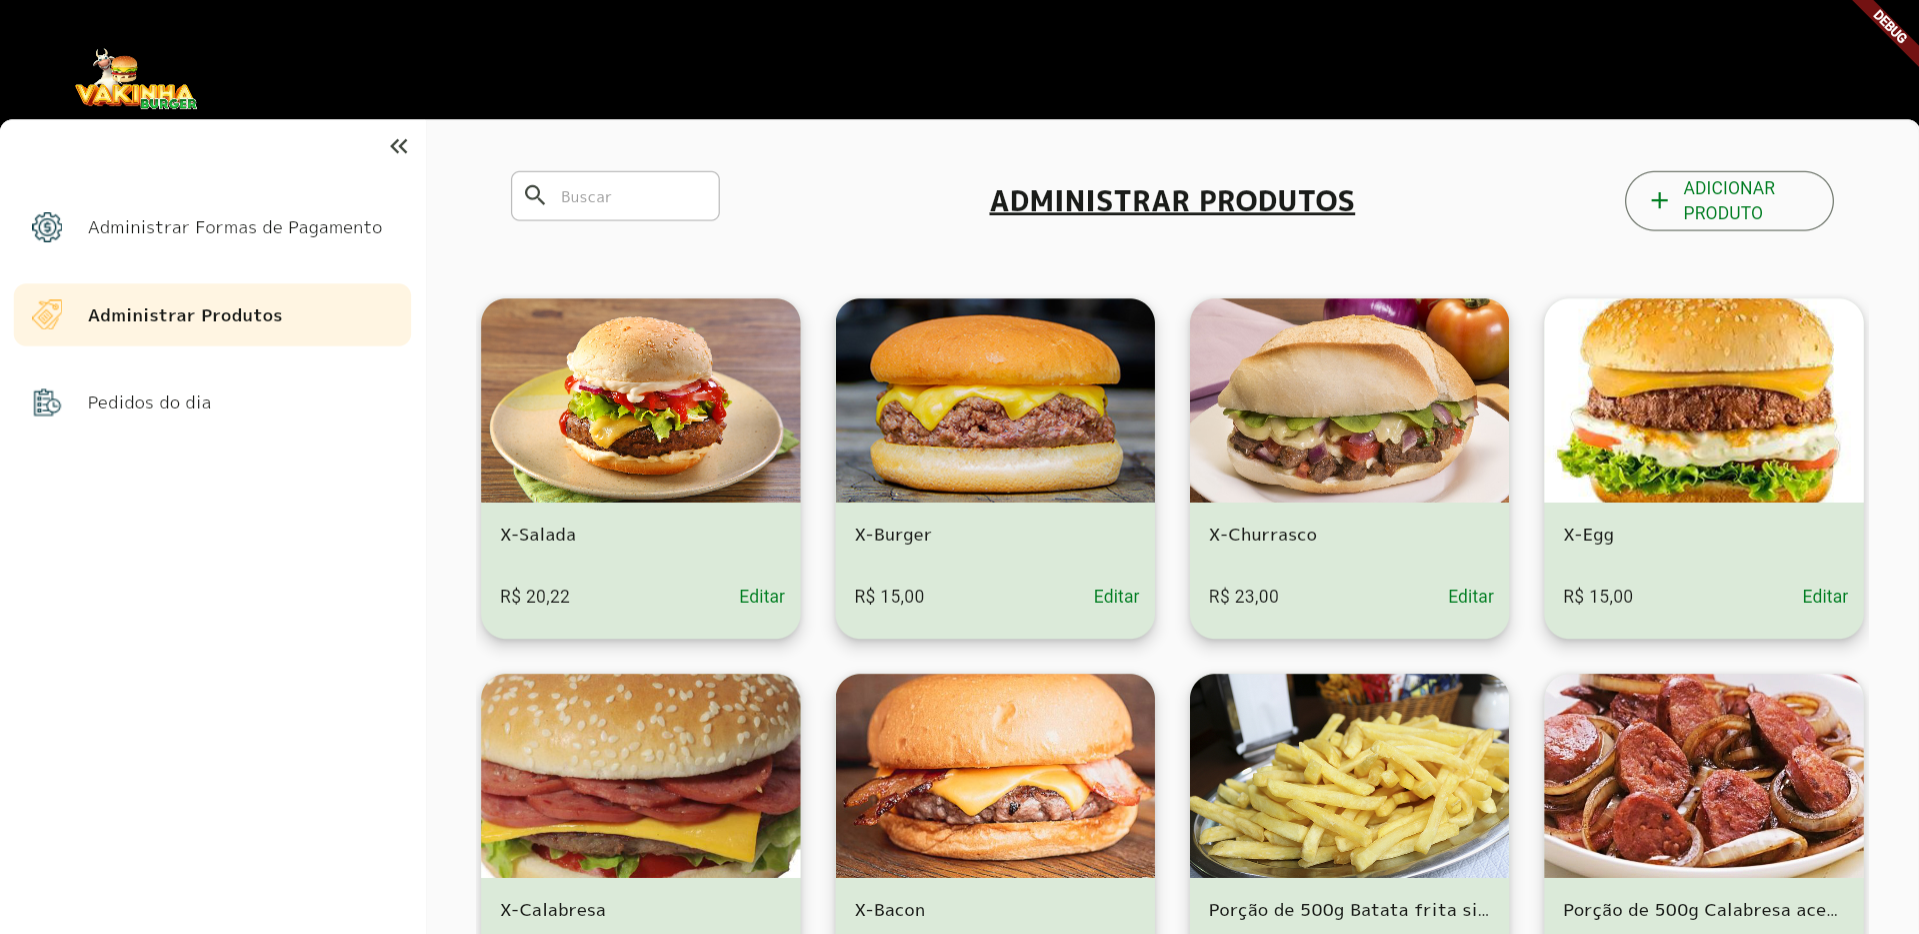 DEBUG
VAKINHA
BURGER
Administrar Formas de Pagamento
Administrar Produtos
Pedidos do dia
Buscar
ADMINISTRAR PRODUTOS
ADICIONAR
PRODUTO
X-Salada
R$ 20,22 Editar
X-Burger
R$ 15,00 Editar
X-Churrasco
R$ 23,00 Editar
X-Egg
R$ 15,00 Editar
X-Calabresa
X-Bacon
Porção de 500g Batata frita si...
Porção de 500g Calabresa ace...